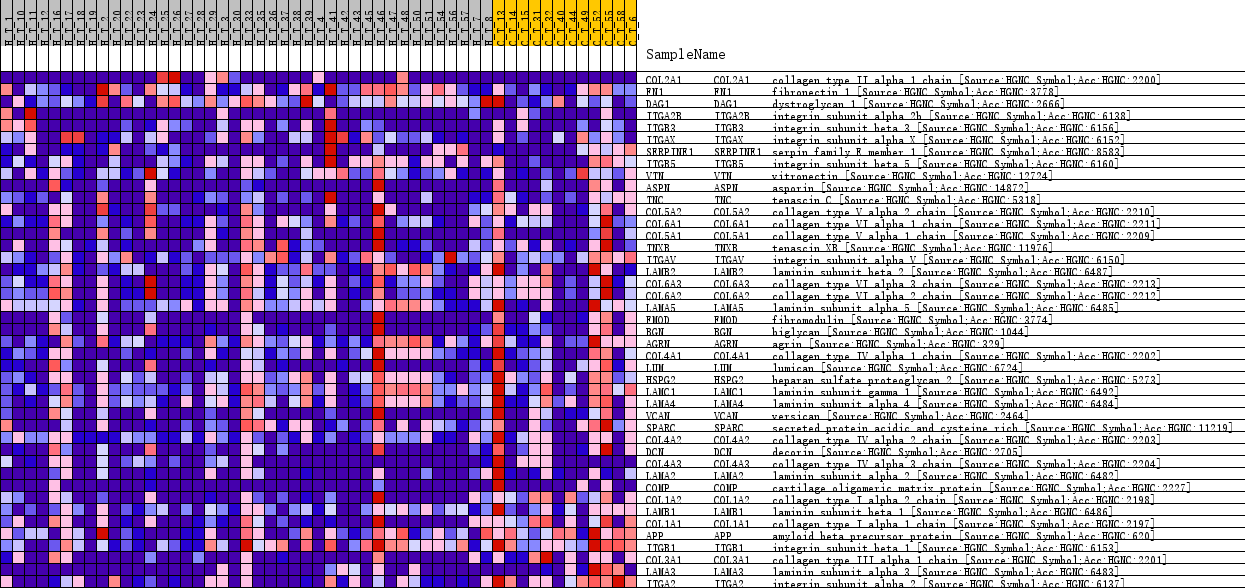 SampleName
COL2A1 COL2A1 collagen type II alpha 1 chain [Source:HGNC Symbol;Acc:HGNC:2200]
FN1 FN1 fibronectin 1 [Source:HGNC Symbol;Acc:HGNC:3778]
DAG1 DAG1 dystroglycan 1 [Source:HGNC Symbol;Acc:HGNC:2666]
ITGA2B ITGA2B integrin subunit alpha 2b [Source:HGNC Symbol;Acc:HGNC:6138]
ITGB3 ITGB3 integrin subunit beta 3 [Source:HGNC Symbol;Acc:HGNC:6156]
ITGAX ITGAX integrin subunit alpha X [Source:HGNC Symbol;Acc:HGNC:6152]
SERPINE1 SERPINE1 serpin family E member 1 [Source:HGNC Symbol;Acc:HGNC:8583]
ITGB5 ITGB5 integrin subunit beta 5 [Source:HGNC Symbol;Acc:HGNC:6160]
VTN VTN vitronectin [Source:HGNC Symbol;Acc:HGNC:12724]
ASPN ASPN asporin [Source:HGNC Symbol;Acc:HGNC:14872]
TNC TNC tenascin C [Source:HGNC Symbol;Acc:HGNC:5318]
COL5A2 COL5A2 collagen type V alpha 2 chain [Source:HGNC Symbol;Acc:HGNC:2210]
COL6A1 COL6A1 collagen type VI alpha 1 chain [Source:HGNC Symbol;Acc:HGNC:2211]
COL5A1 COL5A1 collagen type V alpha 1 chain [Source:HGNC Symbol;Acc:HGNC:2209]
TNXB TNXB tenascin XB [Source:HGNC Symbol;Acc:HGNC:11976]
ITGAV ITGAV integrin subunit alpha V [Source:HGNC Symbol;Acc:HGNC:6150]
LAMB2 LAMB2 laminin subunit beta 2 [Source:HGNC Symbol;Acc:HGNC:6487]
COL6A3 COL6A3 collagen type VI alpha 3 chain [Source:HGNC Symbol;Acc:HGNC:2213]
COL6A2 COL6A2 collagen type VI alpha 2 chain [Source:HGNC Symbol;Acc:HGNC:2212]
LAMA5 LAMA5 laminin subunit alpha 5 [Source:HGNC Symbol;Acc:HGNC:6485]
FMOD FMOD fibromodulin [Source:HGNC Symbol;Acc:HGNC:3774]
BGN BGN biglycan [Source:HGNC Symbol;Acc:HGNC:1044]
AGRN AGRN agrin [Source:HGNC Symbol;Acc:HGNC:329]
COL4A1 COL4A1 collagen type IV alpha 1 chain [Source:HGNC Symbol;Acc:HGNC:2202]
LUM LUM lumican [Source:HGNC Symbol;Acc:HGNC:6724]
HSPG2 HSPG2 heparan sulfate proteoglycan 2 [Source:HGNC Symbol;Acc:HGNC:5273]
LAMC1 LAMC1 laminin subunit gamma 1 [Source:HGNC Symbol;Acc:HGNC:6492]
LAMA4 LAMA4 laminin subunit alpha 4 [Source:HGNC Symbol;Acc:HGNC:6484]
VCAN VCAN versican [Source:HGNC Symbol;Acc:HGNC:2464]
SPARC SPARC secreted protein acidic and cysteine rich [Source:HGNC Symbol;Acc:HGNC:11219]
COL4A2 COL4A2 collagen type IV alpha 2 chain [Source:HGNC Symbol;Acc:HGNC:2203]
DCN DCN decorin [Source:HGNC Symbol;Acc:HGNC:2705]
COL4A3 COL4A3 collagen type IV alpha 3 chain [Source:HGNC Symbol;Acc:HGNC:2204]
LAMA2 LAMA2 laminin subunit alpha 2 [Source:HGNC Symbol;Acc:HGNC:6482]
COMP COMP cartilage oligomeric matrix protein [Source:HGNC Symbol;Acc:HGNC:2227]
COL1A2 COL1A2 collagen type I alpha 2 chain [Source:HGNC Symbol;Acc:HGNC:2198]
LAMB1 LAMB1 laminin subunit beta 1 [Source:HGNC Symbol;Acc:HGNC:6486]
COL1A1 COL1A1 collagen type I alpha 1 chain [Source:HGNC Symbol;Acc:HGNC:2197]
APP APP amyloid beta precursor protein [Source:HGNC Symbol;Acc:HGNC:620]
ITGB1 ITGB1 integrin subunit beta 1 [Source:HGNC Symbol;Acc:HGNC:6153]
COL3A1 COL3A1 collagen type III alpha 1 chain [Source:HGNC Symbol;Acc:HGNC:2201]
LAMA3 LAMA3 laminin subunit alpha 3 [Source:HGNC Symbol;Acc:HGNC:6483]
ITGA2 ITGA2 integrin subunit alpha 2 [Source:HGNC Symbol;Acc:HGNC:6137]